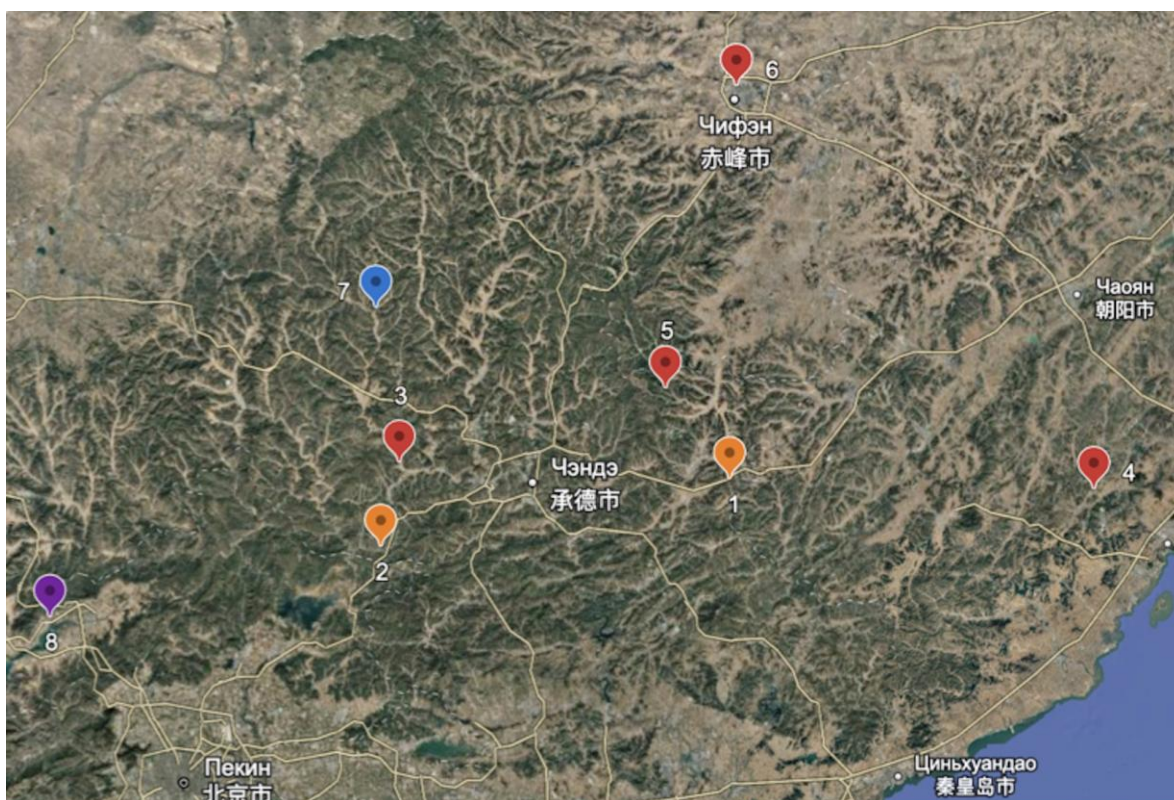 6
Чифэн
赤峰市
7
Чаоян
朝阳市
5
3
4
Чэндэ
承德市
1
2
8
Пекин
北京市
Циньхуандао
秦皇岛市